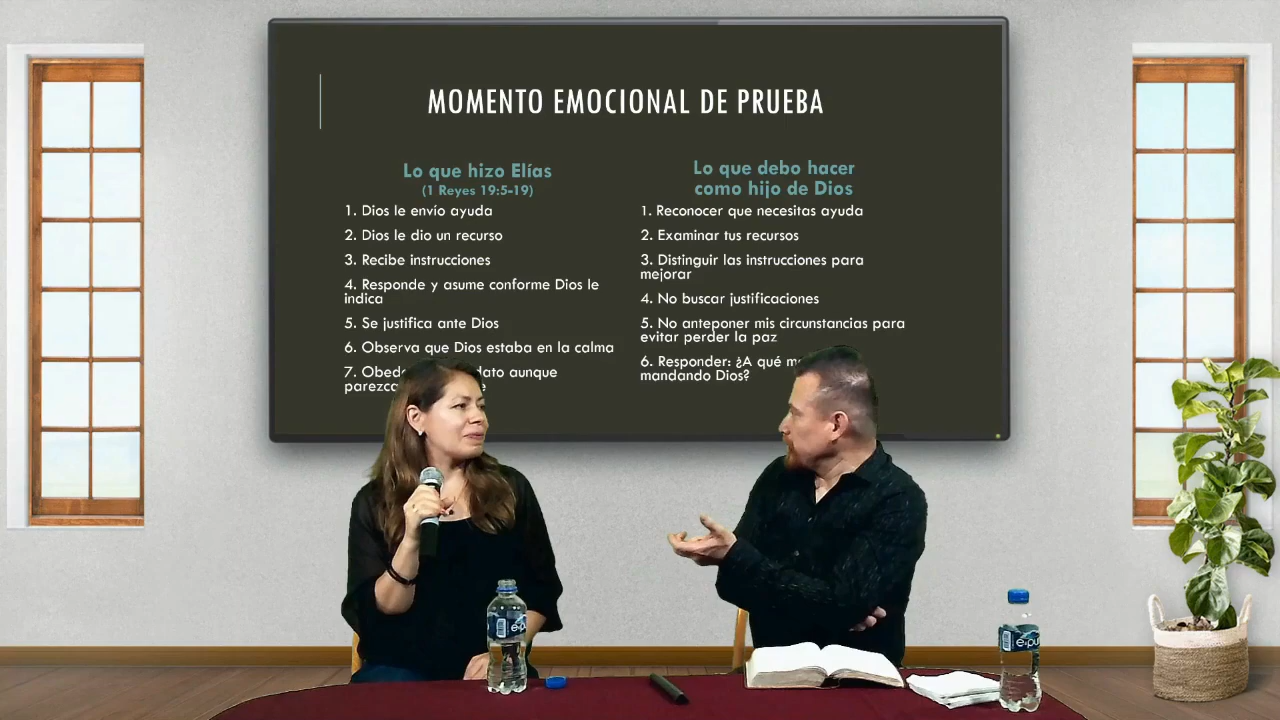 MOMENTO EMOCIONAL DE PRUEBA
Lo que hizo Elías
(1 Reyes 19:5-19)
1. Dios le envío ayuda
2. Dios le dio un recurso
3. Recibe instrucciones
4. Responde y asume conforme Dios le
indica
5. Se justifica ante Dios
6. Observa que Dios estaba en la calma
7. aunque
Lo que debo hacer
como hijo de Dios
1. Reconocer que necesitas ayuda
2. Examinar tus recursos
3. Distinguir las instrucciones para
mejorar
4. No buscar justificaciones
5. No anteponer mis circunstancias para
evitar perder la paz
6. Responder: ¿A qué
mandando Dios?